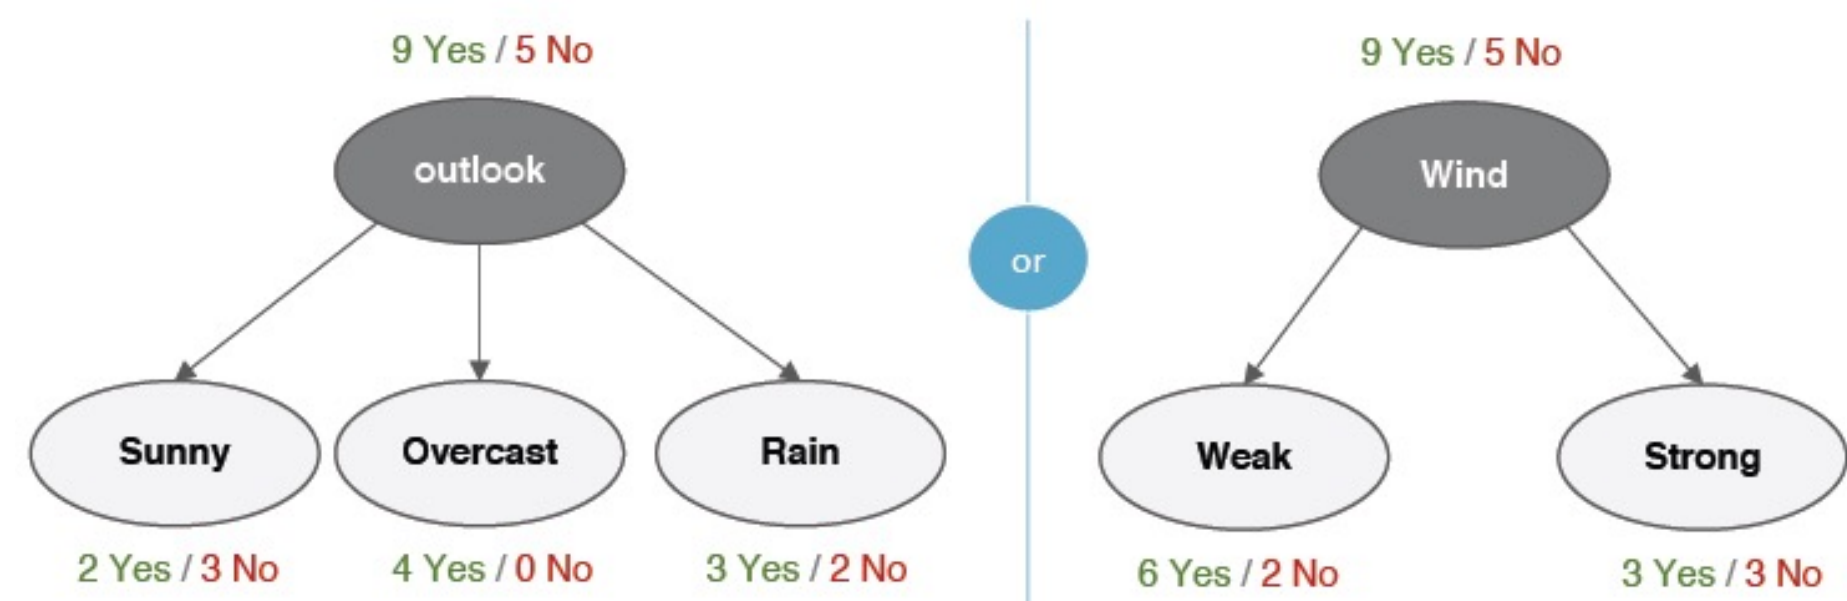 9 Yes / 5 No
outlook
Sunny
Overcast
Rain
2 Yes / 3 No
4 Yes / 0 No
3 Yes / 2 No
or
9 Yes / 5 No
Wind
Weak
Strong
6 Yes / 2 No
3 Yes / 3 No